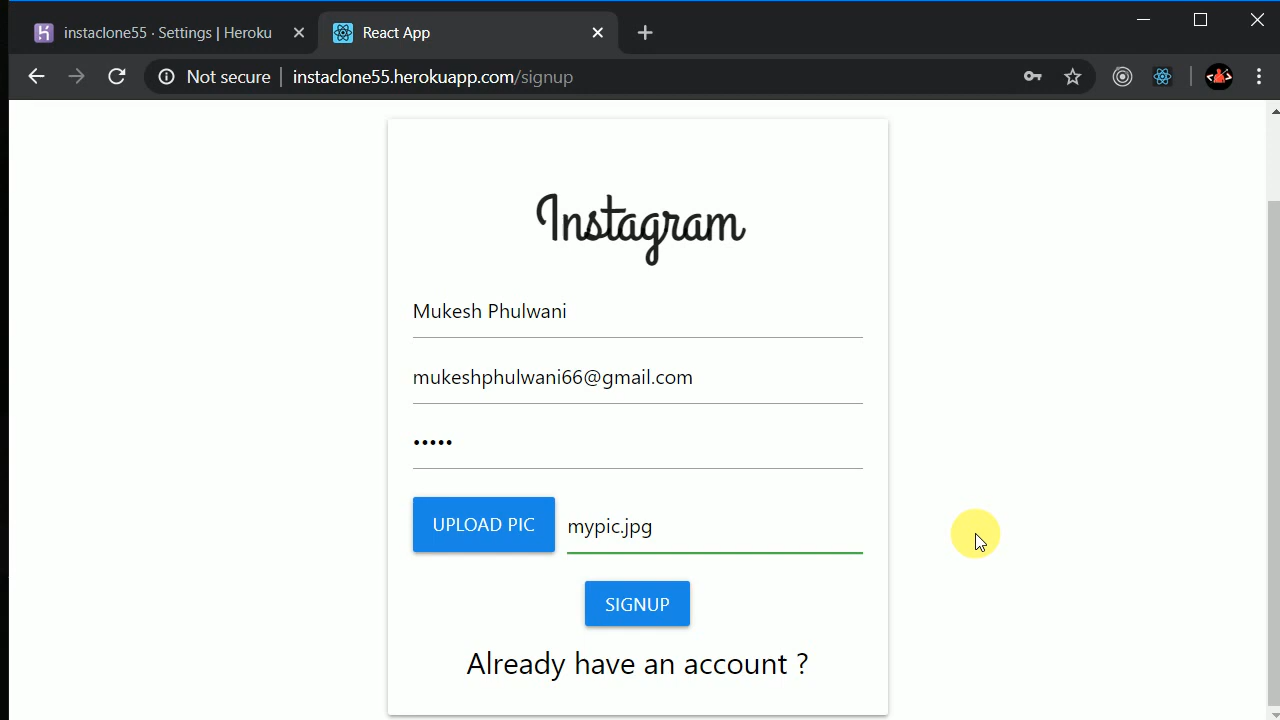 instaclone55 · Settings | Heroku
React App
Not secure
instaclone55.herokuapp.com/signup
Instagram
Mukesh Phulwani
mukeshphulwani66@gmail.com
•••••
UPLOAD PIC
mypic.jpg
SIGNUP
Already have an account ?